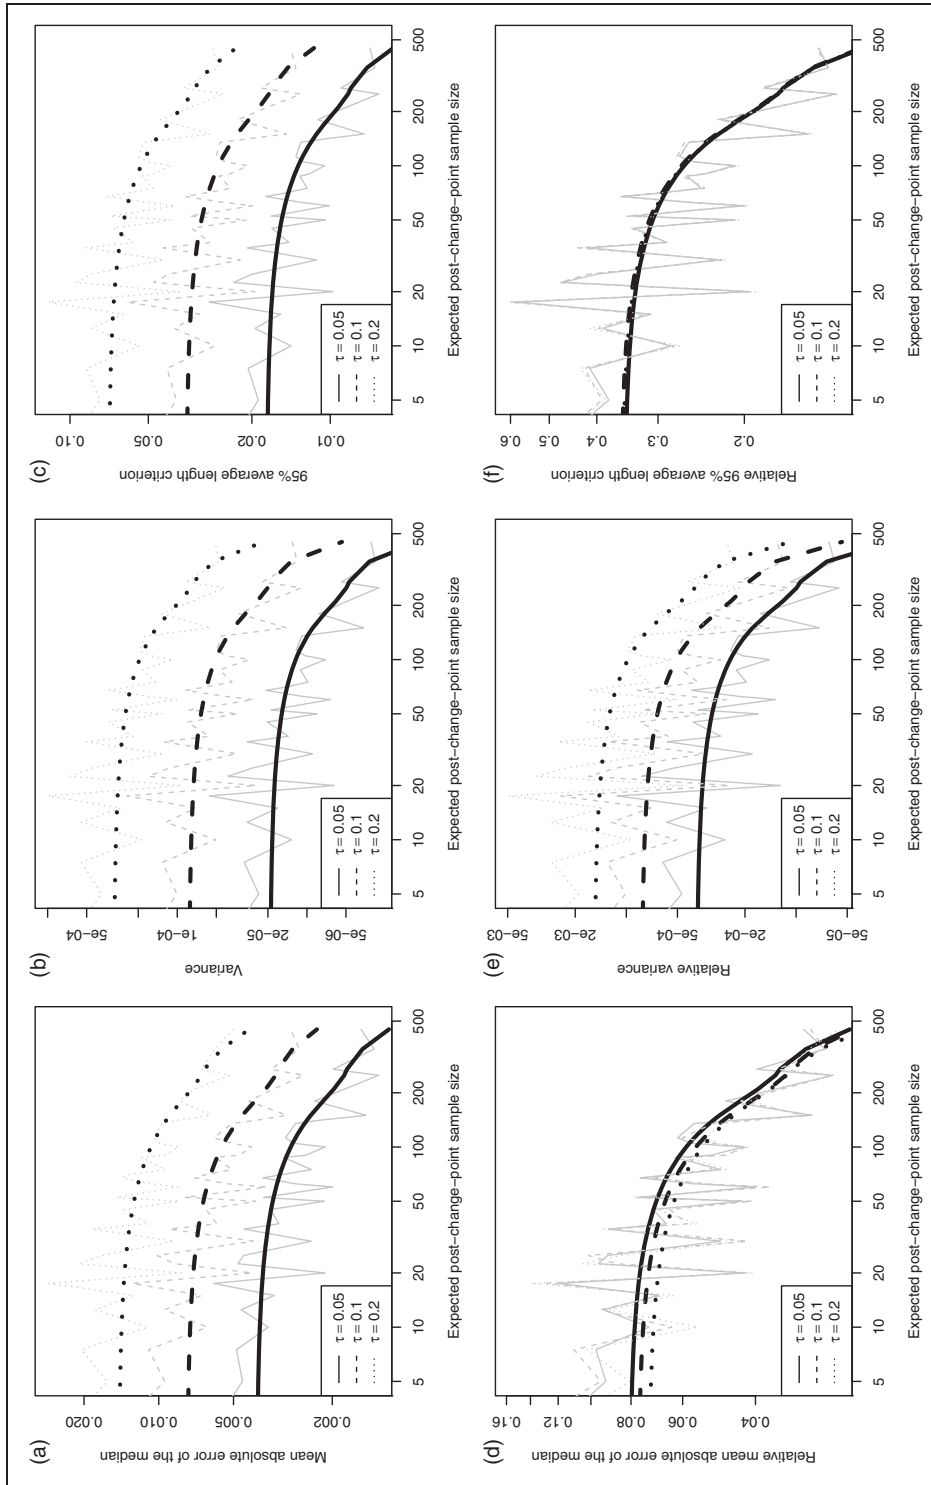 (a)
Mean absolute error of the median
0.020
0.010
0.005
0.002
τ = 0.05
τ = 0.1
τ = 0.2
5
10
20
50
100
200
500
Expected post−change−point sample size
(b)
Variance
5e−04
1e−04
2e−05
5e−06
τ = 0.05
τ = 0.1
τ = 0.2
5
10
20
50
100
200
500
Expected post−change−point sample size
(c)
95% average length criterion
0.10
0.05
0.02
0.01
τ = 0.05
τ = 0.1
τ = 0.2
5
10
20
50
100
200
500
Expected post−change−point sample size
(d)
Relative mean absolute error of the median
0.16
0.12
0.08
0.06
0.04
τ = 0.05
τ = 0.1
τ = 0.2
5
10
20
50
100
200
500
Expected post−change−point sample size
(e)
Relative variance
5e−03
2e−03
5e−04
2e−04
5e−05
τ = 0.05
τ = 0.1
τ = 0.2
5
10
20
50
100
200
500
Expected post−change−point sample size
(f)
Relative 95% average length criterion
0.6
0.5
0.4
0.3
0.2
τ = 0.05
τ = 0.1
τ = 0.2
5
10
20
50
100
200
500
Expected post−change−point sample size